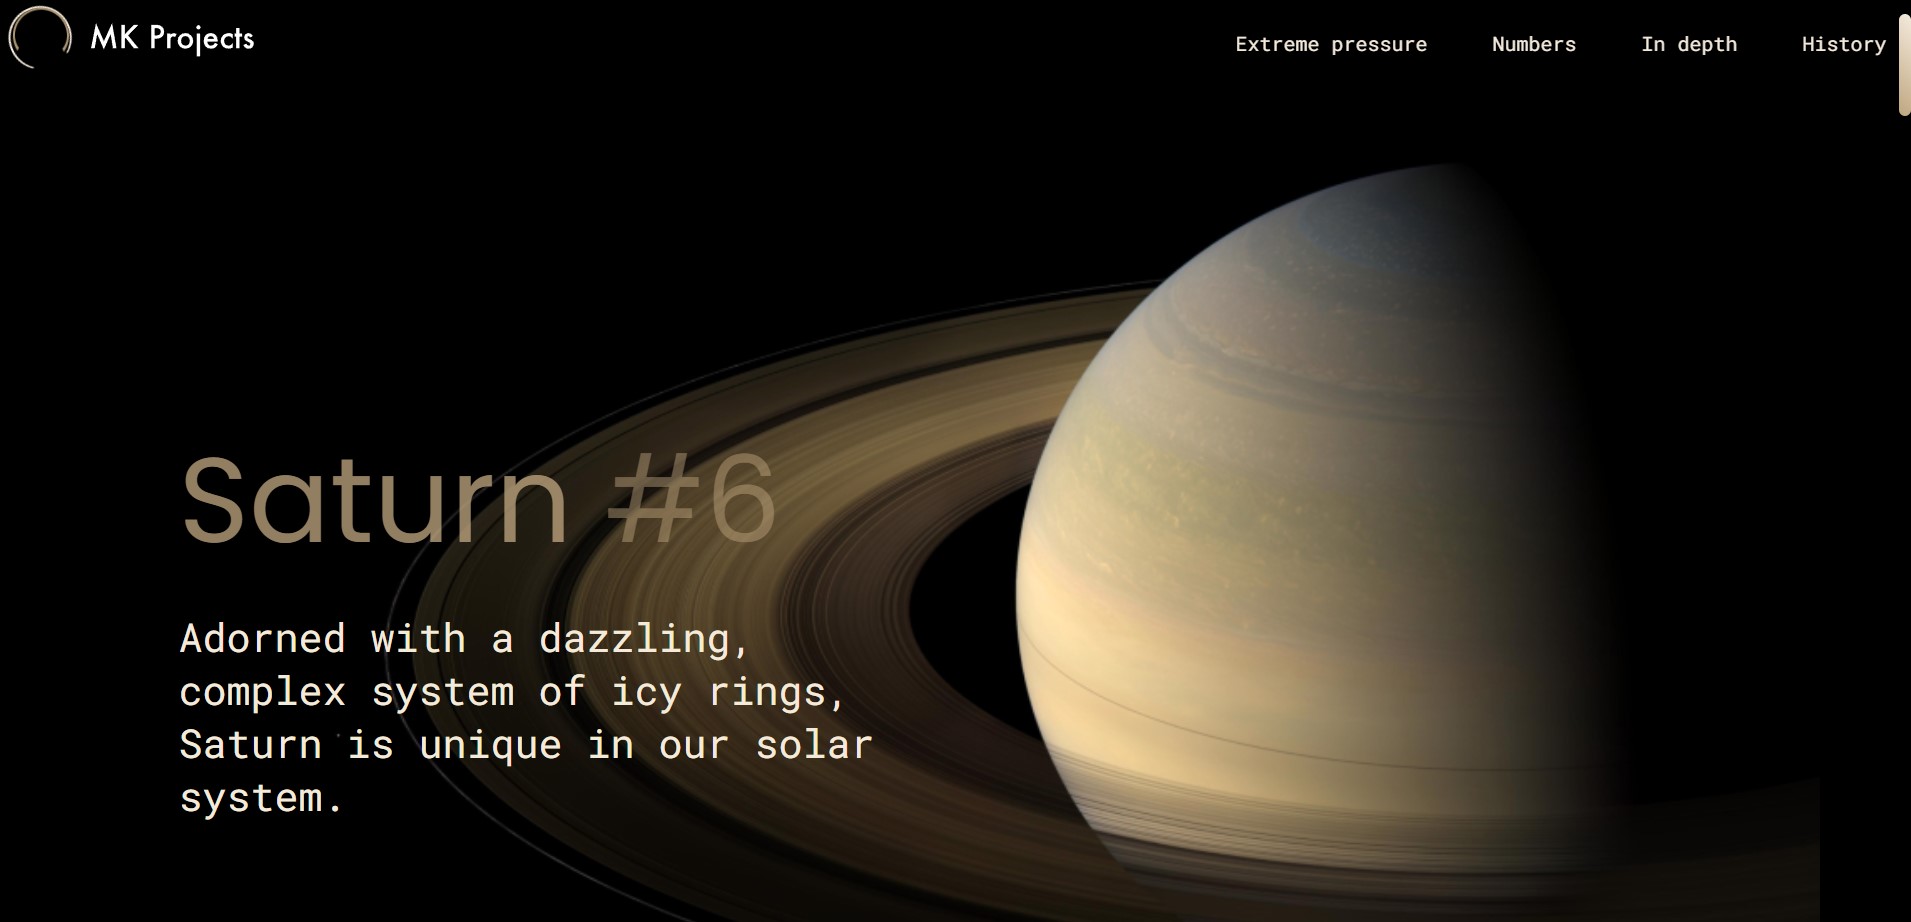 MK Projects
Extreme pressure
Numbers
In depth
History
Saturn #6
Adorned with a dazzling,
complex system of icy rings,
Saturn is unique in our solar
system.